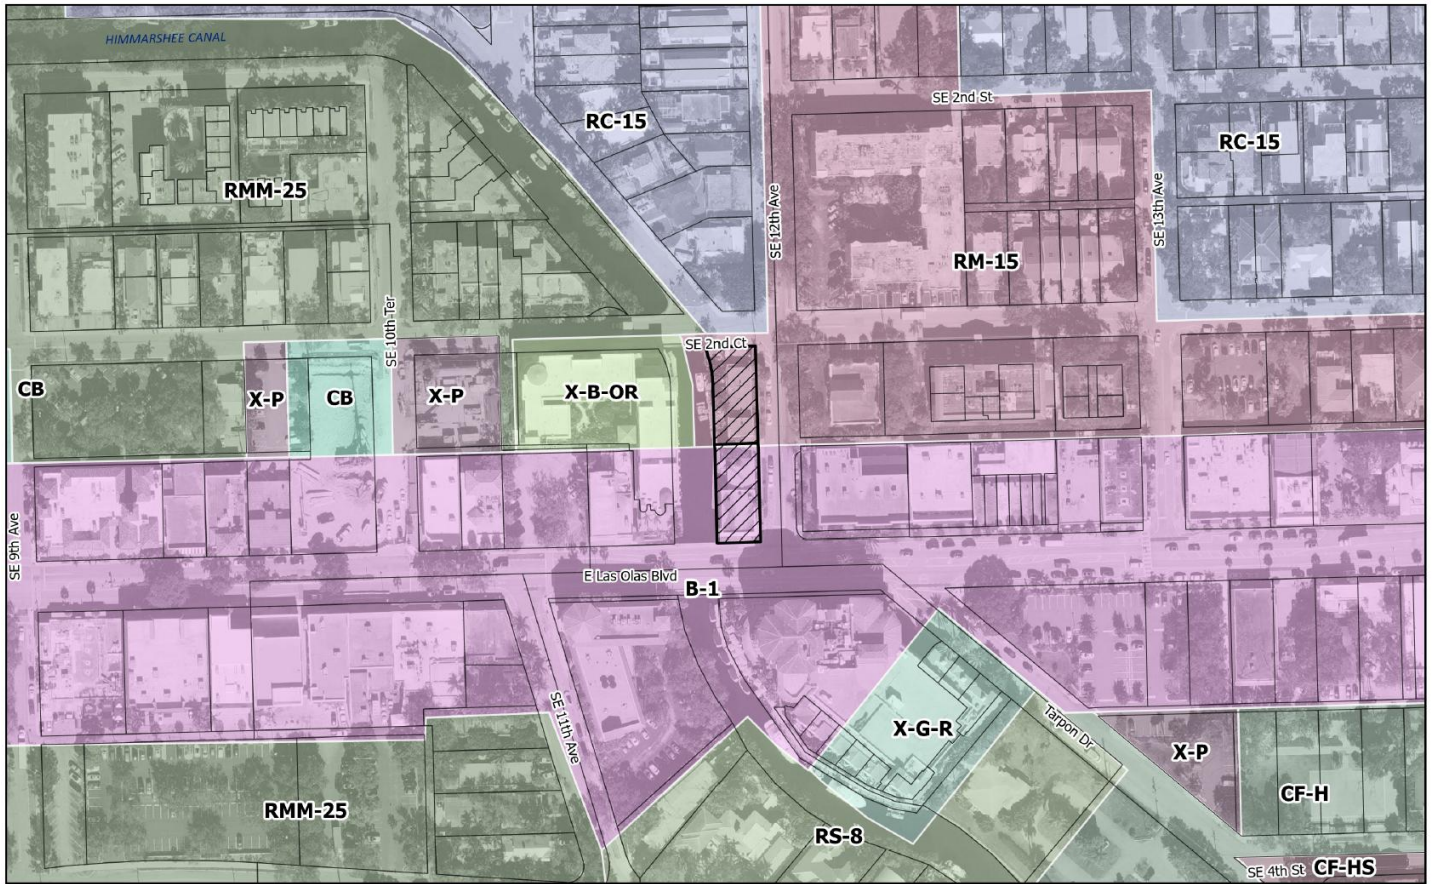 HIMMARSHEE CANAL
SE 2nd St
RC-15
RC-15
RMM-25
SE 12th Ave
SE 13th Ave
RM-15
SE 10th Ter
SE 2nd Ct
CB
X-P
CB
X-P
X-B-OR
SE 9th Ave
E Las Olas Blvd
B-1
SE 11th Ave
Tarpon Dr
X-G-R
X-P
CF-H
RMM-25
RS-8
SE 4th St
CF-HS